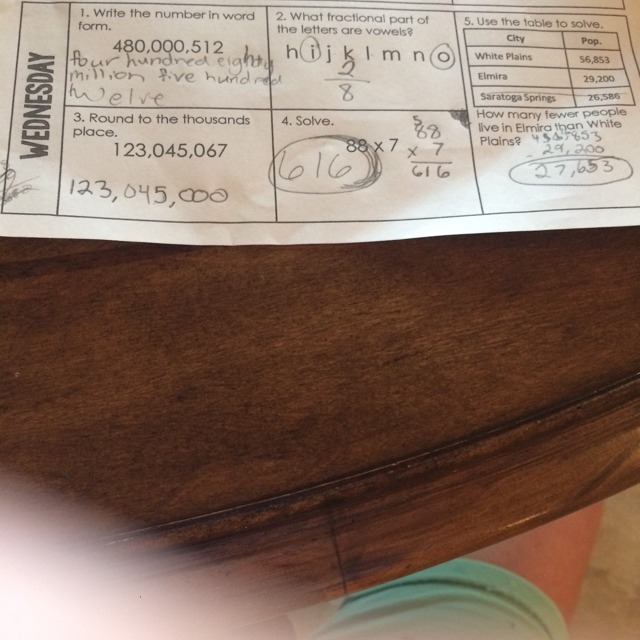 WEDNESDAY
1. Write the number in word
form.
480,000,512
four hundred eighty
million five hundred
twelve
2. What fractional part of
the letters are vowels?
h i j k l m n o
2
8
3. Round to the thousands
place.
123,045,067
123,045,000
4. Solve.
88 x 7
616
5
88
x 7
616
5. Use the table to solve.
City Pop.
White Plains 56,853
Elmira 29,200
Saratoga Springs 26,586
How many fewer people
live in Elmira than White
Plains?
- 29,200
27,653